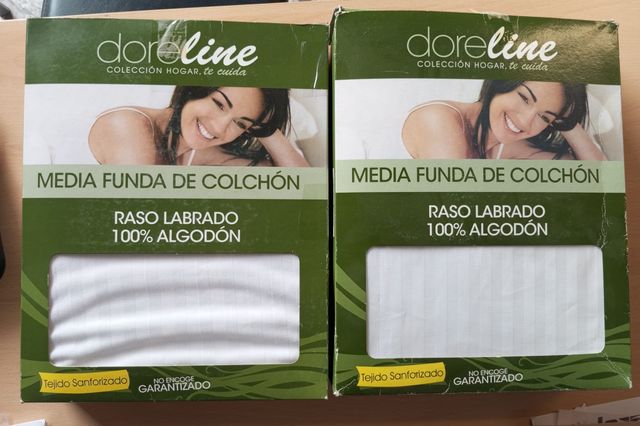 doreline
COLECCIÓN HOGAR, te cuida
MEDIA FUNDA DE COLCHÓN
RASO LABRADO
100% ALGODÓN
Tejido Sanforizado
NO ENCOGE
GARANTIZADO
doreline
COLECCIÓN HOGAR, te cuida
MEDIA FUNDA DE COLCHÓN
RASO LABRADO
100% ALGODÓN
Tejido Sanforizado
NO ENCOGE
GARANTIZADO